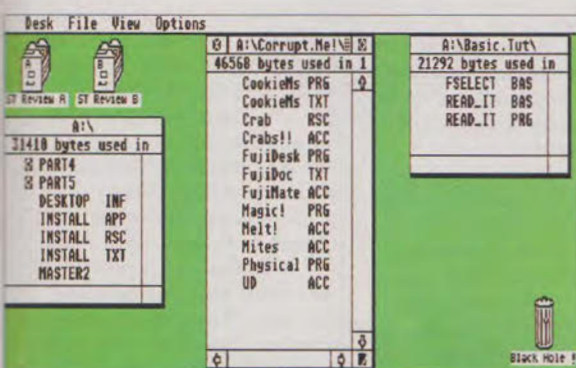 Desk File View Options
A
B
ST Review A
ST Review B
A:\
31410 bytes used in
PART4
PART5
DESKTOP INF
INSTALL APP
INSTALL RSC
INSTALL TXT
MASTER2
A:\Corrupt.Me!\
46568 bytes used in 1
CookieMs PRG
CookieMs TXT
Crab RSC
Crabs!! ACC
FujiDesk PRG
FujiDoc TXT
FujiMate ACC
Magic! PRG
Melt! ACC
Mites ACC
Physical PRG
UD ACC
A:\Basic.Tut\
21292 bytes used in
FSELECT BAS
READ_IT BAS
READ_IT PRG
Black Hole !